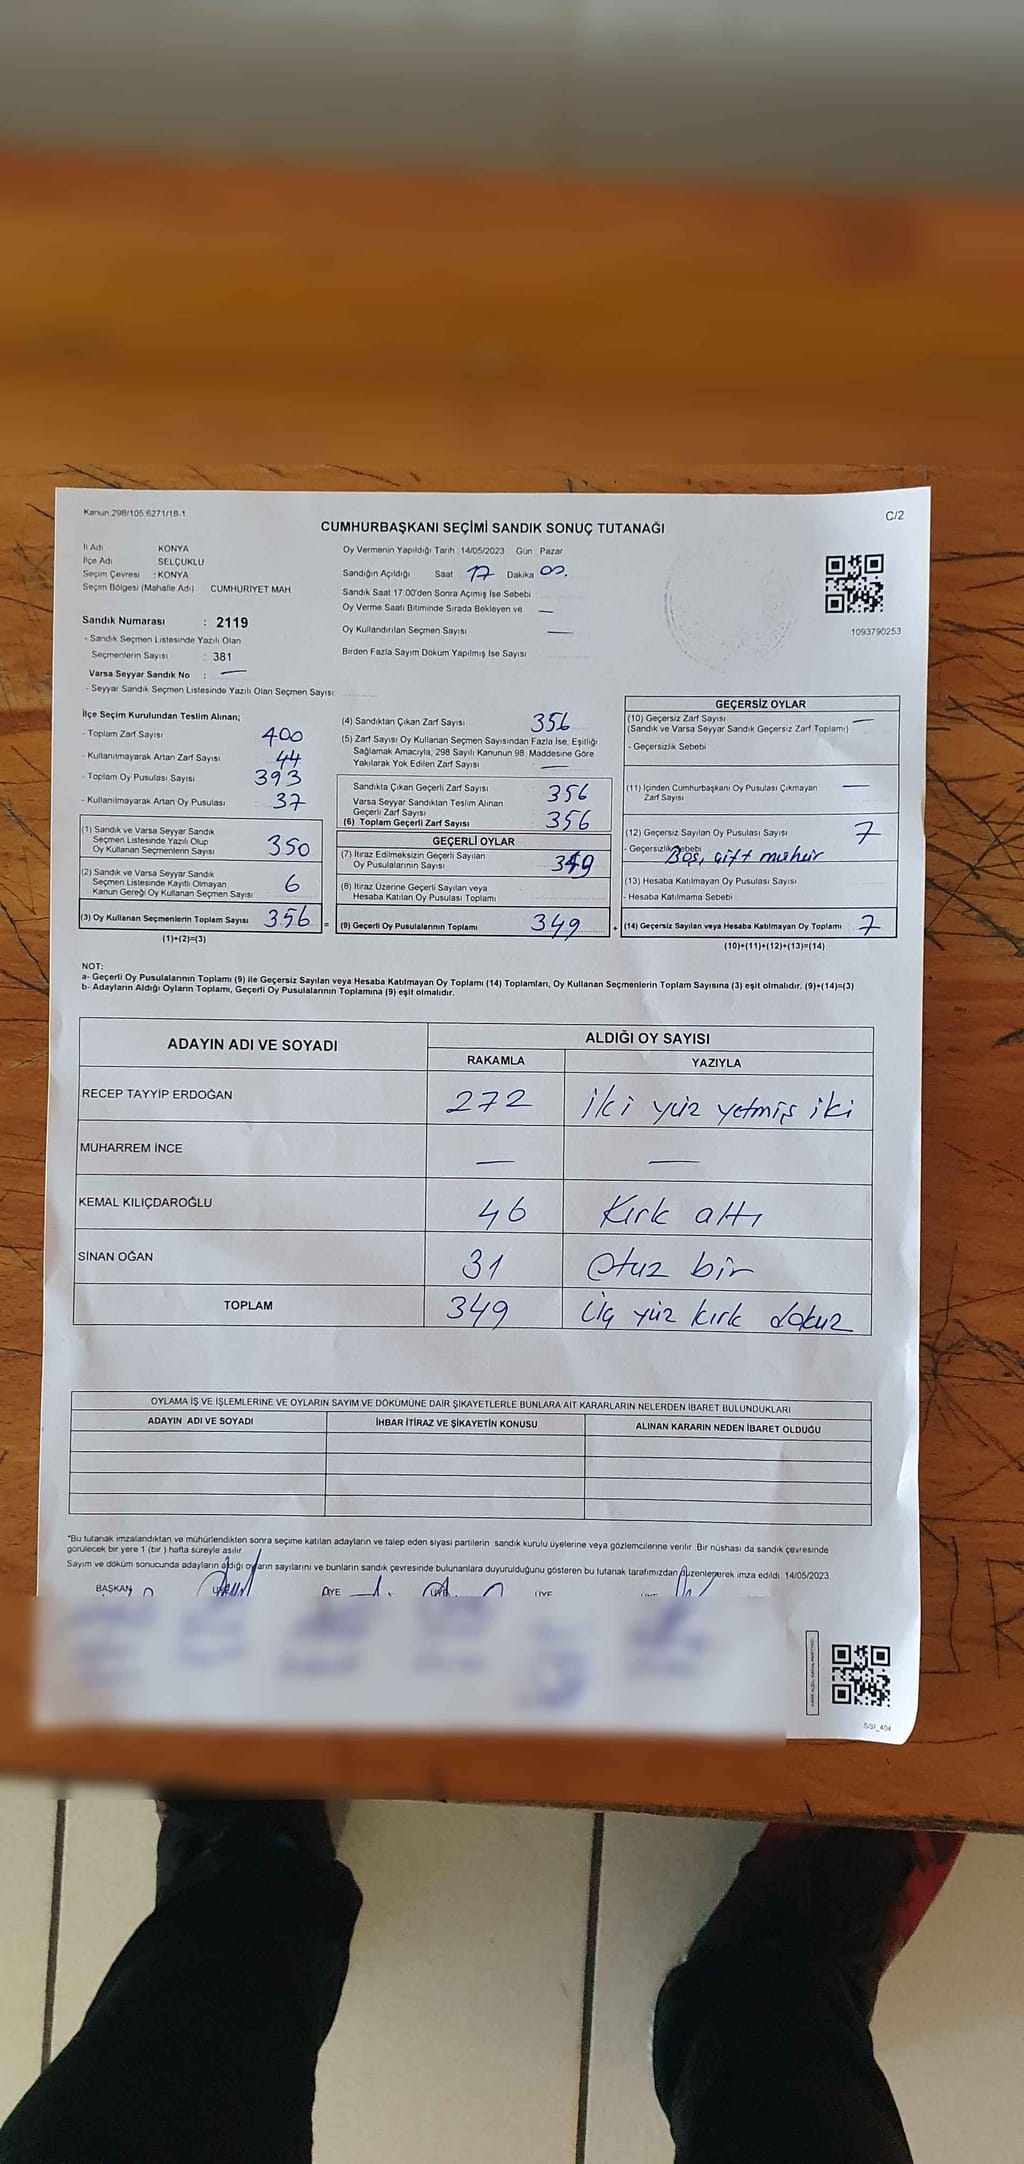 Kanun 298/105,6271/18-1
C/2
CUMHURBAŞKANI SEÇİMİ SANDIK SONUÇ TUTANAĞI
İl Adı KONYA
İlçe Adı SELÇUKLU
Seçim Çevresi : KONYA
Seçim Bölgesi (Mahalle Adı) CUMHURİYET MAH
Sandık Numarası : 2119
- Sandık Seçmen Listesinde Yazılı Olan
Seçmenlerin Sayısı : 381
Varsa Seyyar Sandık No : —
- Seyyar Sandık Seçmen Listesinde Yazılı Olan Seçmen Sayısı:
Oy Vermenin Yapıldığı Tarih 14/05/2023 Gün Pazar
Sandığın Açıldığı Saat 17 Dakika 00.
Sandık Saat 17.00'den Sonra Açmış İse Sebebi
Oy Verme Saati Bitiminde Sırada Bekleyen ve —
Oy Kullandırılan Seçmen Sayısı —
Birden Fazla Sayım Döküm Yapılmış İse Sayısı
1093790253
İlçe Seçim Kurulundan Teslim Alınan;
- Toplam Zarf Sayısı 400
- Kullanılmayarak Artan Zarf Sayısı 44
- Toplam Oy Pusulası Sayısı 393
- Kullanılmayarak Artan Oy Pusulası 37
(1) Sandık ve Varsa Seyyar Sandık
Seçmen Listesinde Yazılı Olup
Oy Kullanan Seçmenlerin Sayısı 350
(2) Sandık ve Varsa Seyyar Sandık
Seçmen Listesinde Kayıtlı Olmayan
Kanun Gereği Oy Kullanan Seçmen Sayısı 6
(3) Oy Kullanan Seçmenlerin Toplam Sayısı 356 =
(1)+(2)=(3)
(4) Sandıktan Çıkan Zarf Sayısı 356
(5) Zarf Sayısı Oy Kullanan Seçmen Sayısından Fazla İse, Eşitliği
Sağlamak Amacıyla, 298 Sayılı Kanunun 98. Maddesine Göre
Yakılarak Yok Edilen Zarf Sayısı —
Sandıkta Çıkan Geçerli Zarf Sayısı 356
Varsa Seyyar Sandıktan Teslim Alınan
Geçerli Zarf Sayısı
(6) Toplam Geçerli Zarf Sayısı 356
GEÇERLİ OYLAR
(7) İtiraz Edilmeksizin Geçerli Sayılan
Oy Pusulalarının Sayısı 349
(8) İtiraz Üzerine Geçerli Sayılan veya
Hesaba Katılan Oy Pusulası Toplamı
(9) Geçerli Oy Pusulalarının Toplamı 349 +
GEÇERSİZ OYLAR
(10) Geçersiz Zarf Sayısı —
(Sandık ve Varsa Seyyar Sandık Geçersiz Zarf Toplamı)
- Geçersizlik Sebebi
(11) İçinden Cumhurbaşkanı Oy Pusulası Çıkmayan —
Zarf Sayısı
(12) Geçersiz Sayılan Oy Pusulası Sayısı 7
- Geçersizlik Sebebi Boş, çift mühür
(13) Hesaba Katılmayan Oy Pusulası Sayısı
- Hesaba Katılmama Sebebi
(14) Geçersiz Sayılan veya Hesaba Katılmayan Oy Toplamı 7
(10)+(11)+(12)+(13)=(14)
NOT:
a- Geçerli Oy Pusulalarının Toplamı (9) ile Geçersiz Sayılan veya Hesaba Katılmayan Oy Toplamı (14) Toplamları, Oy Kullanan Seçmenlerin Toplam Sayısına (3) eşit olmalıdır. (9)+(14)=(3)
b- Adayların Aldığı Oyların Toplamı, Geçerli Oy Pusulalarının Toplamına (9) eşit olmalıdır.
ADAYIN ADI VE SOYADI ALDIĞI OY SAYISI
RAKAMLA YAZIYLA
RECEP TAYYİP ERDOĞAN 272 iki yüz yetmiş iki
MUHARREM İNCE — —
KEMAL KILIÇDAROĞLU 46 Kırk altı
SİNAN OĞAN 31 Otuz bir
TOPLAM 349 Üç yüz kırk dokuz
OYLAMA İŞ VE İŞLEMLERİNE VE OYLARIN SAYIM VE DÖKÜMÜNE DAİR ŞİKAYETLERLE BUNLARA AİT KARARLARIN NELERDEN İBARET BULUNDUKLARI
ADAYIN ADI VE SOYADI İHBAR İTİRAZ VE ŞİKAYETİN KONUSU ALINAN KARARIN NEDEN İBARET OLDUĞU
*Bu tutanak imzalandıktan ve mühürlendikten sonra seçime katılan adayların ve talep eden siyasi partilerin sandık kurulu üyelerine veya gözlemcilerine verilir. Bir nüshası da sandık çevresinde
görülecek bir yere 1 (bir) hafta süreyle asılır
Sayım ve döküm sonucunda adayların aldığı oyların sayılarını ve bunların sandık çevresinde bulunanlara duyurulduğunu gösteren bu tutanak tarafımızdan düzenlenerek imza edildi. 14/05/2023
BAŞKAN ÜYE ÜYE ÜYE ÜYE
SSI_404